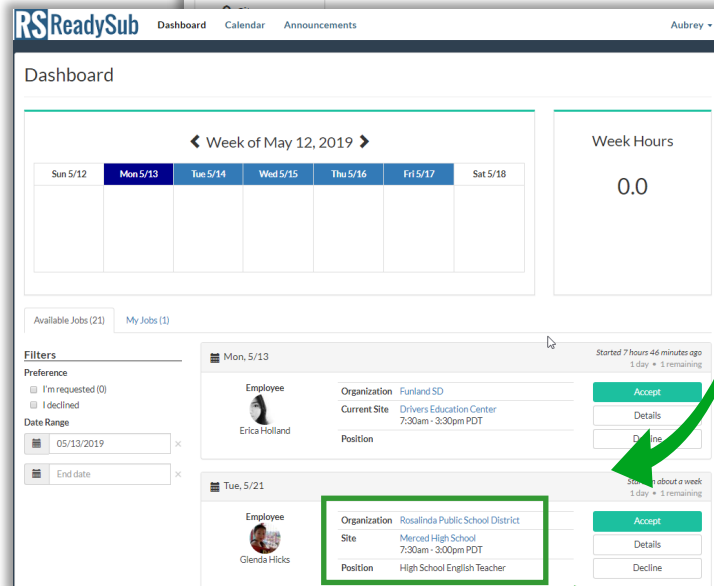 RS ReadySub Dashboard Calendar Announcements Aubrey
Dashboard
Week of May 12, 2019
Sun 5/12 Mon 5/13 Tue 5/14 Wed 5/15 Thu 5/16 Fri 5/17 Sat 5/18
Week Hours
0.0
Available Jobs (21) My Jobs (1)
Filters
Preference
I'm requested (0)
I declined
Date Range
05/13/2019 ×
End date ×
Mon, 5/13 Started 7 hours 46 minutes ago
1 day • 1 remaining
Employee
Erica Holland
Organization Funland SD
Current Site Drivers Education Center
7:30am - 3:30pm PDT
Position
Accept
Details
Decline
Tue, 5/21 about a week
1 day • 1 remaining
Employee
Glenda Hicks
Organization Rosalinda Public School District
Site Merced High School
7:30am - 3:00pm PDT
Position High School English Teacher
Accept
Details
Decline